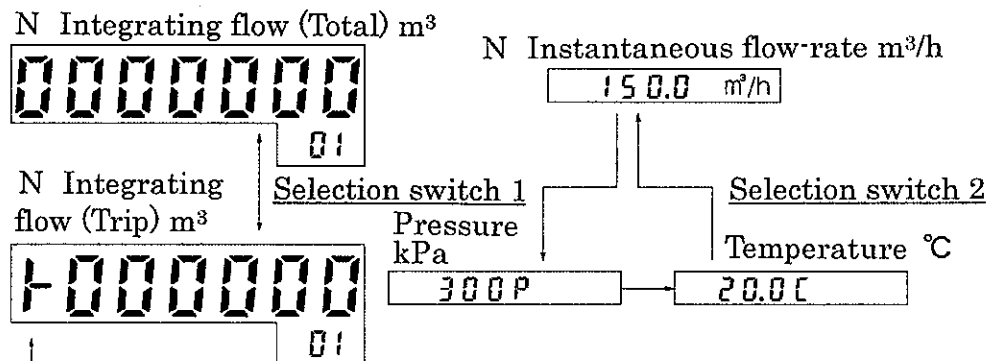 N Integrating flow (Total) m³
0000000
01
N Instantaneous flow-rate m³/h
150.0 m³/h
N Integrating
flow (Trip) m³
Selection switch 1
Selection switch 2
Pressure
kPa
Temperature ℃
300P
20.0C
⊦000000
01